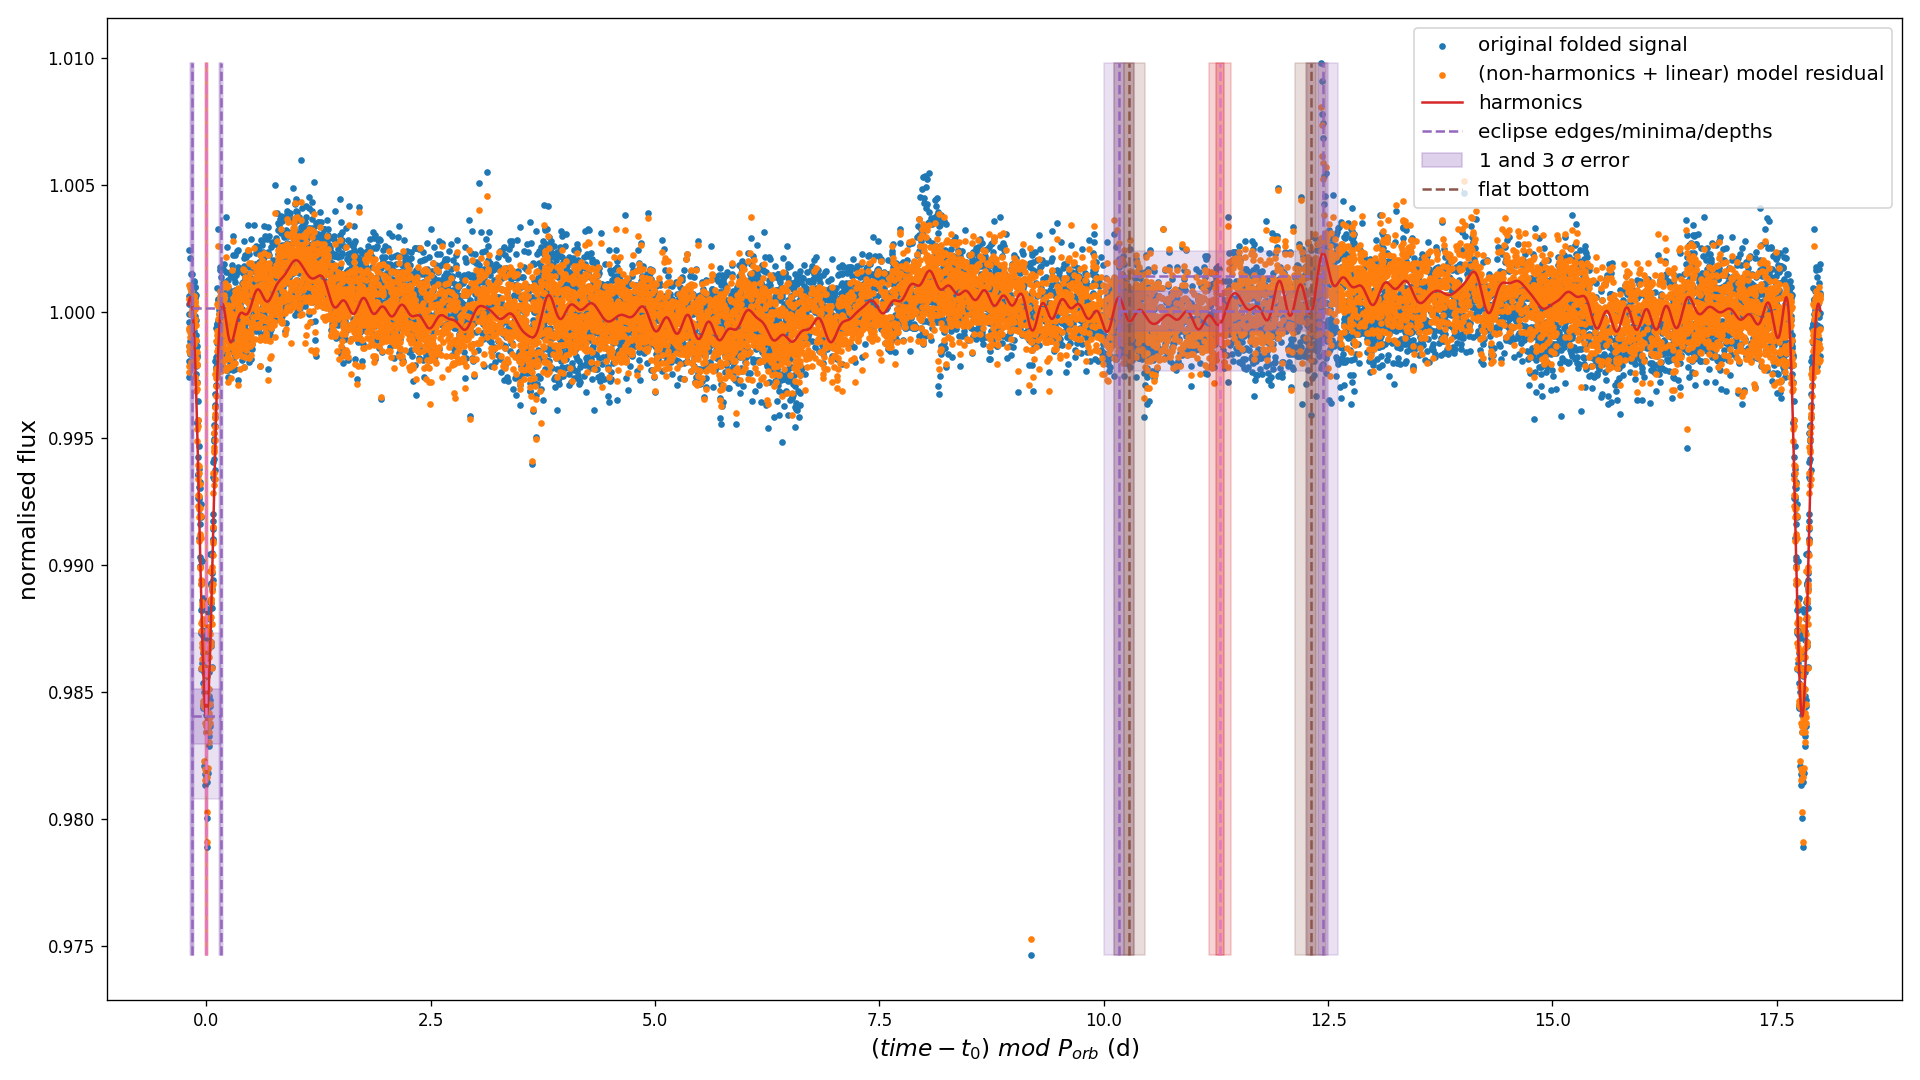 1.010
1.005
1.000
0.995
0.990
0.985
0.980
0.975
normalised flux
0.0
2.5
5.0
7.5
10.0
12.5
15.0
17.5
(time − t₀) mod Pₒᵣᵦ (d)
original folded signal
(non-harmonics + linear) model residual
harmonics
eclipse edges/minima/depths
1 and 3 σ error
flat bottom